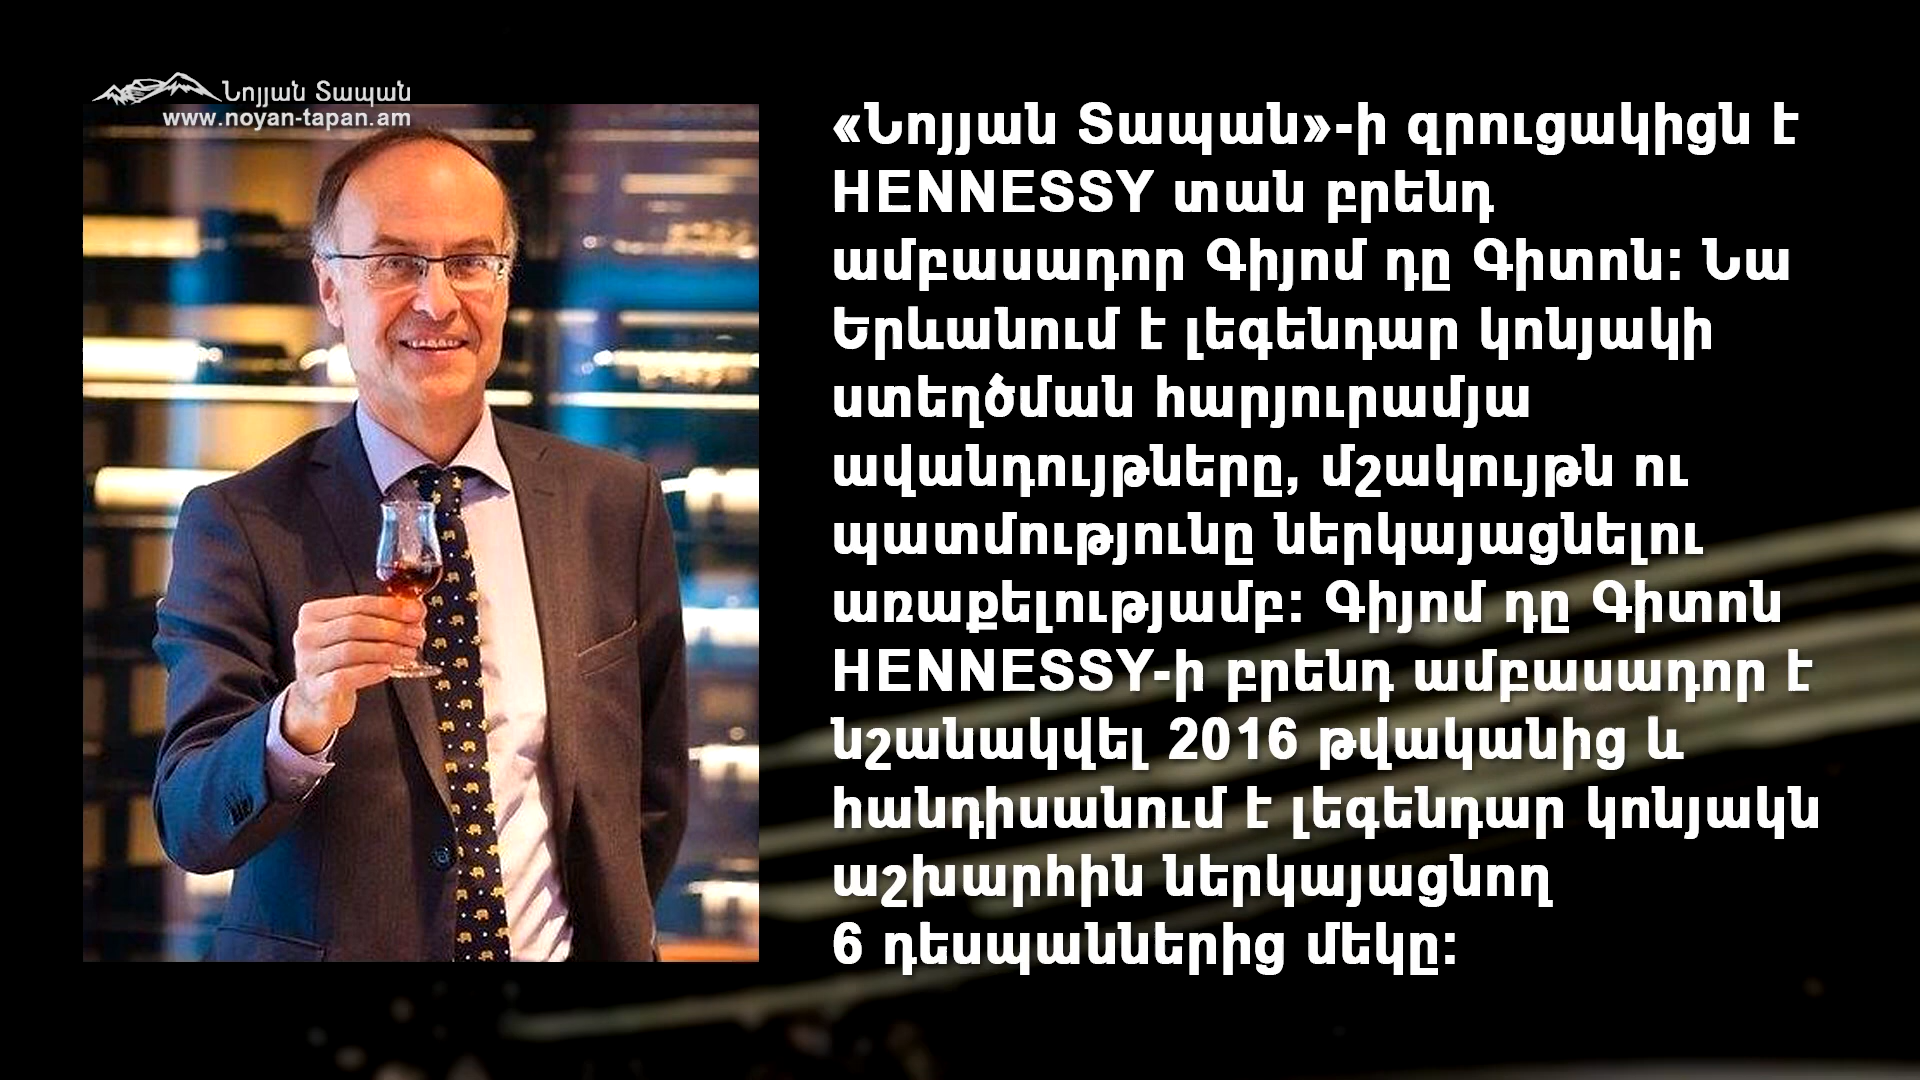 Նոյյան Տապան
www.noyan-tapan.am
«Նոյյան Տապան»-ի զրուցակիցն է
HENNESSY տան բրենդ
ամբասադոր Գիյոմ դը Գիտոն։ Նա
Երևանում է լեգենդար կոնյակի
ստեղծման հարյուրամյա
ավանդույթները, մշակույթն ու
պատմությունը ներկայացնելու
առաքելությամբ։ Գիյոմ դը Գիտոն
HENNESSY-ի բրենդ ամբասադոր է
նշանակվել 2016 թվականից և
հանդիսանում է լեգենդար կոնյակն
աշխարհին ներկայացնող
6 դեսպաններից մեկը։